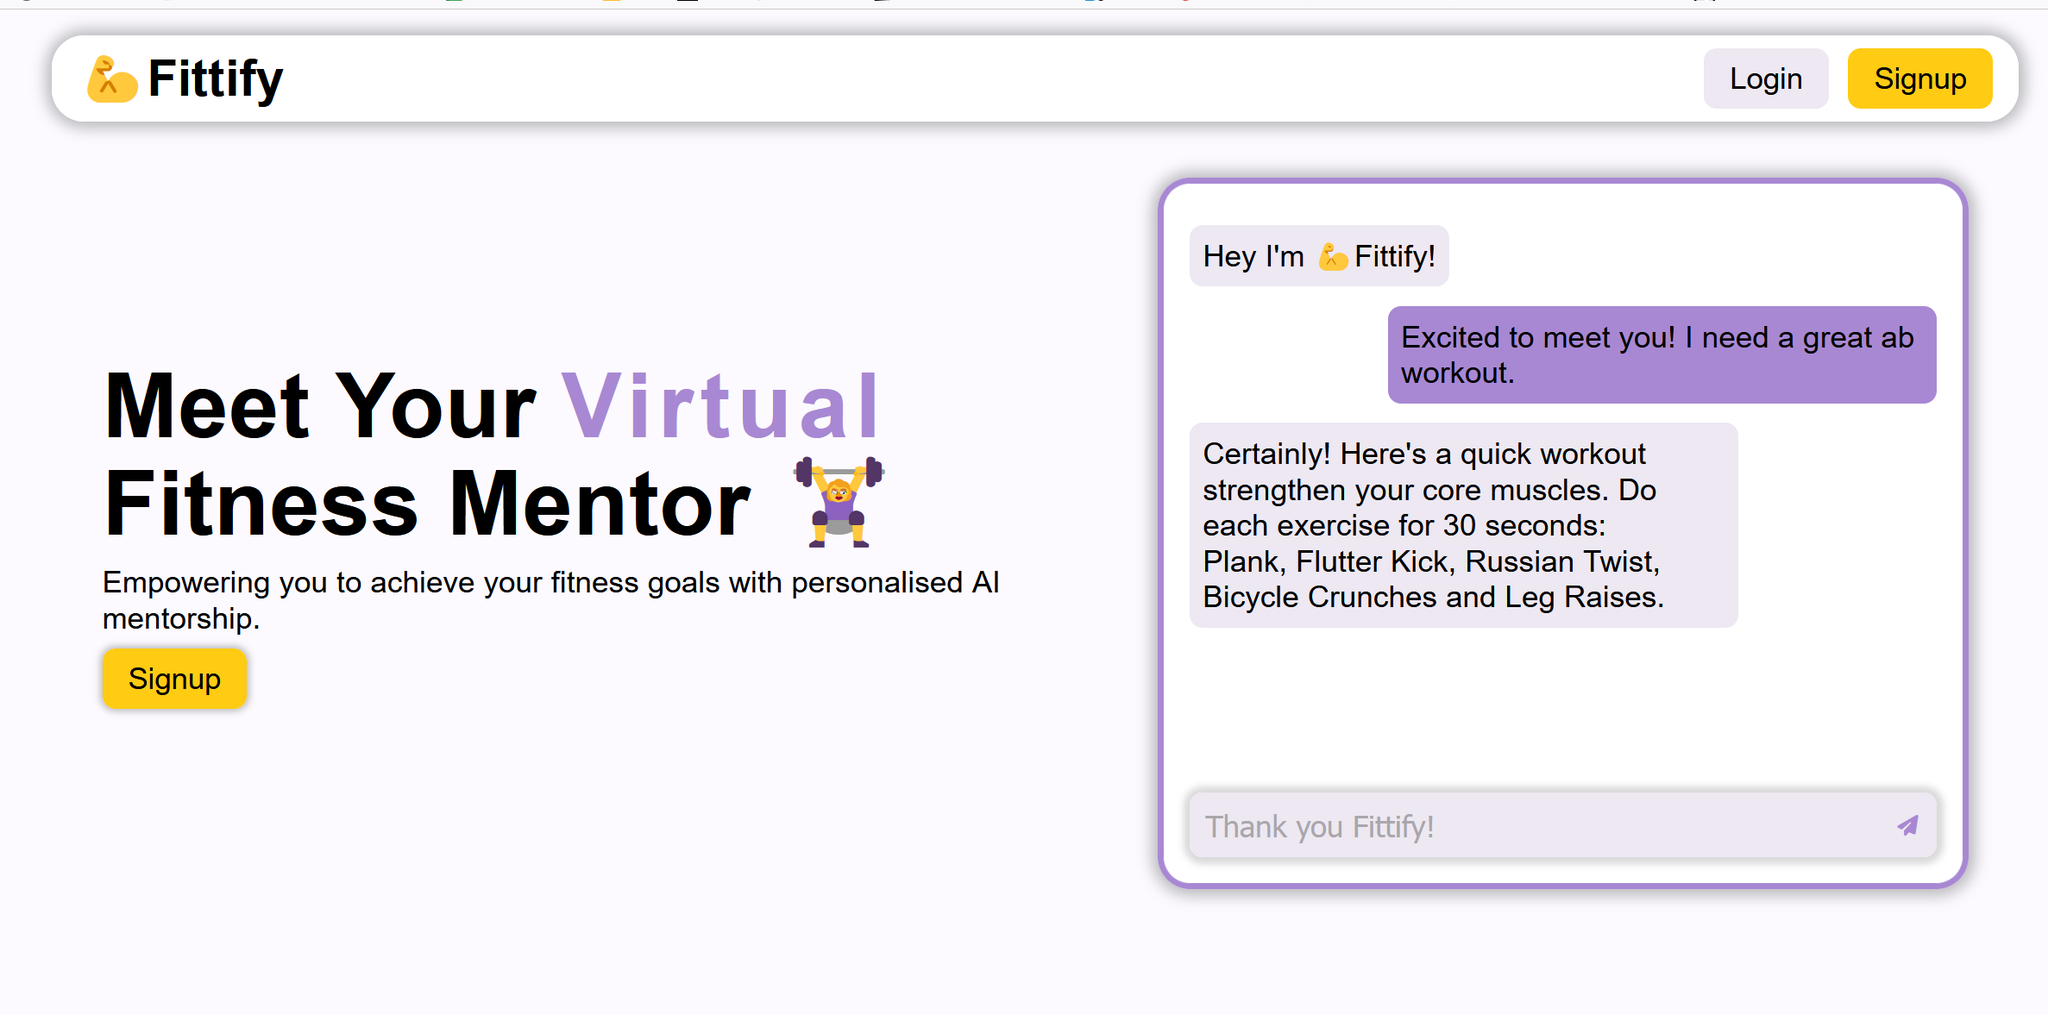 Fittify
Login
Signup
Meet Your Virtual
Fitness Mentor
Empowering you to achieve your fitness goals with personalised AI
mentorship.
Signup
Hey I'm 💪Fittify!
Excited to meet you! I need a great ab
workout.
Certainly! Here's a quick workout
strengthen your core muscles. Do
each exercise for 30 seconds:
Plank, Flutter Kick, Russian Twist,
Bicycle Crunches and Leg Raises.
Thank you Fittify!